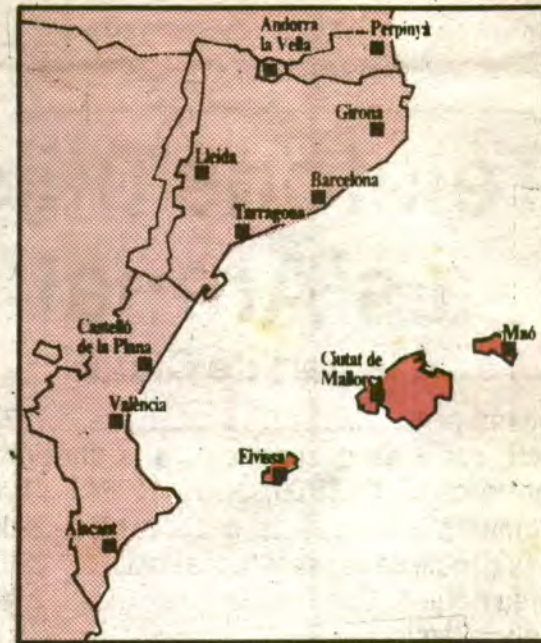 Andorra
la Vella
Perpinyà
Girona
Lleida
Barcelona
Tarragona
Castelló
de la Plana
Maó
Ciutat de
Mallorca
València
Eivissa
Alacant